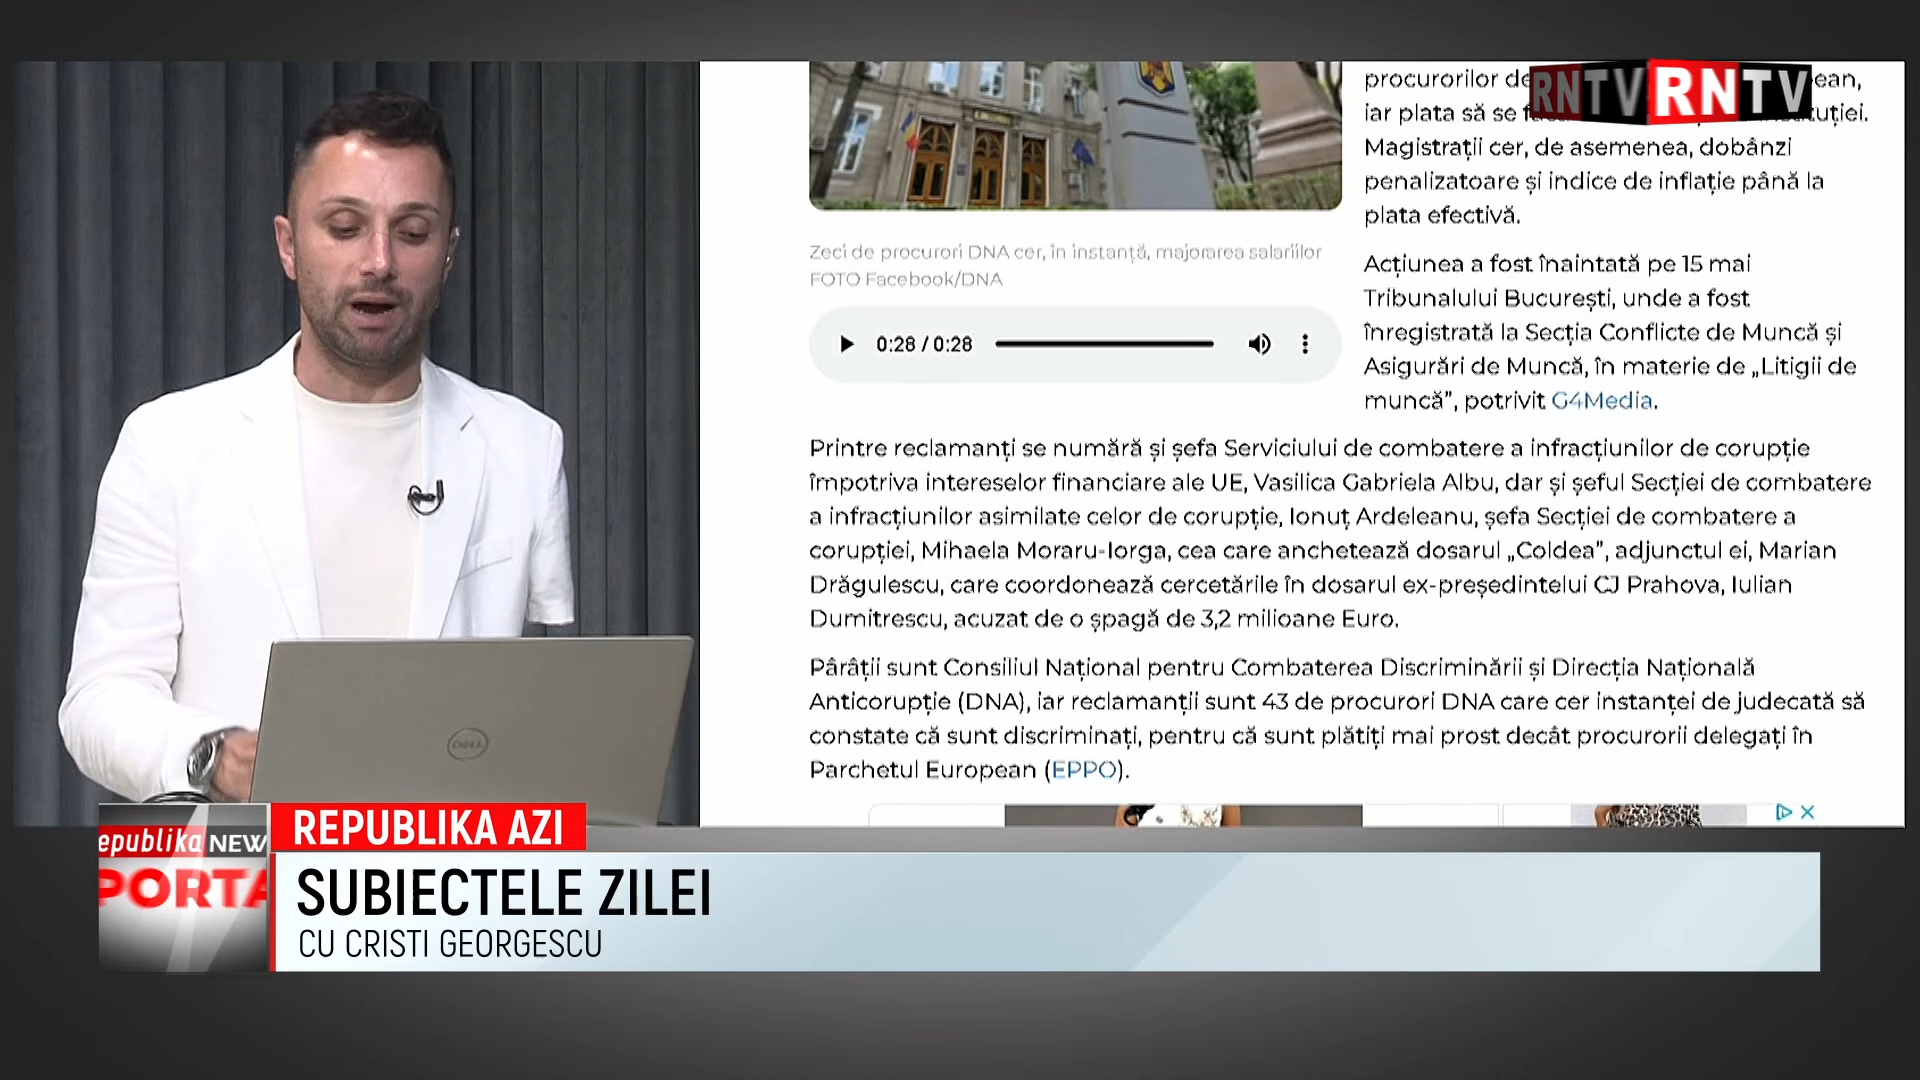 procurorilor de
ean,
iar plata să se
uției.
Magistrații cer, de asemenea, dobânzi
penalizatoare și indice de inflație până la
plata efectivă.
RNTV RNTV
Zeci de procurori DNA cer, în instanță, majorarea salariilor
FOTO Facebook/DNA
0:28 / 0:28
Acțiunea a fost înaintată pe 15 mai
Tribunalului București, unde a fost
înregistrată la Secția Conflicte de Muncă și
Asigurări de Muncă, în materie de „Litigii de
muncă”, potrivit G4Media.
Printre reclamanți se numără și șefa Serviciului de combatere a infracțiunilor de corupție
împotriva intereselor financiare ale UE, Vasilica Gabriela Albu, dar și șeful Secției de combatere
a infracțiunilor asimilate celor de corupție, Ionuț Ardeleanu, șefa Secției de combatere a
corupției, Mihaela Moraru-Iorga, cea care anchetează dosarul „Coldea”, adjunctul ei, Marian
Drăgulescu, care coordonează cercetările în dosarul ex-președintelui CJ Prahova, Iulian
Dumitrescu, acuzat de o șpagă de 3,2 milioane Euro.
Pârâții sunt Consiliul Național pentru Combaterea Discriminării și Direcția Națională
Anticorupție (DNA), iar reclamanții sunt 43 de procurori DNA care cer instanței de judecată să
constate că sunt discriminați, pentru că sunt plătiți mai prost decât procurorii delegați în
Parchetul European (EPPO).
DELL
epublika NEW
PORTA
REPUBLIKA AZI
SUBIECTELE ZILEI
CU CRISTI GEORGESCU